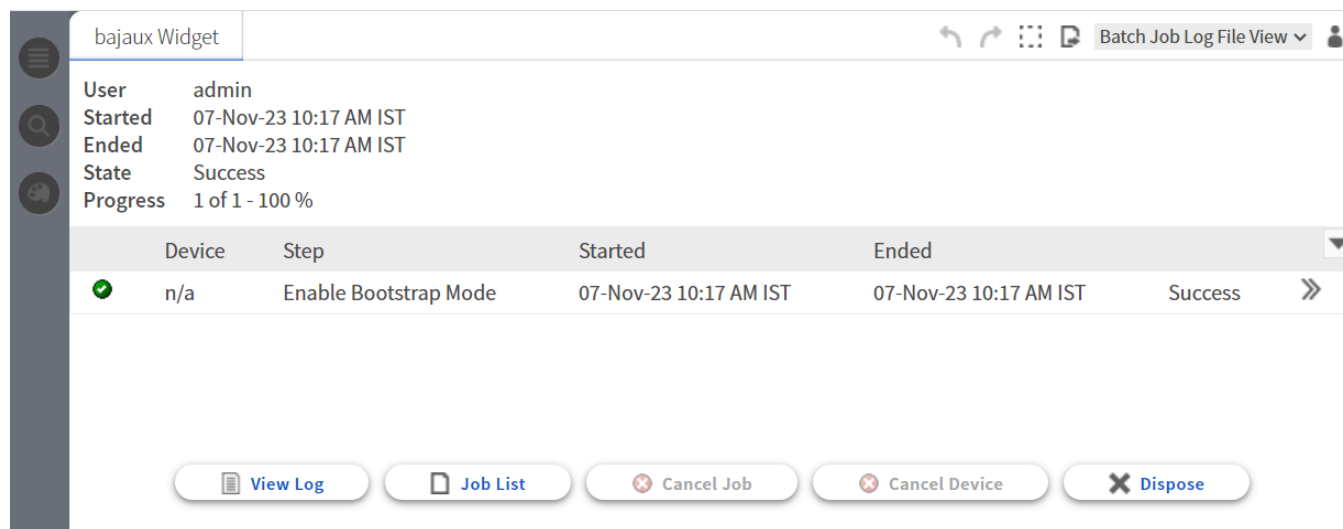 bajaux Widget
Batch Job Log File View
User admin
Started 07-Nov-23 10:17 AM IST
Ended 07-Nov-23 10:17 AM IST
State Success
Progress 1 of 1 - 100 %
Device Step Started Ended
n/a Enable Bootstrap Mode 07-Nov-23 10:17 AM IST 07-Nov-23 10:17 AM IST Success
View Log Job List Cancel Job Cancel Device Dispose